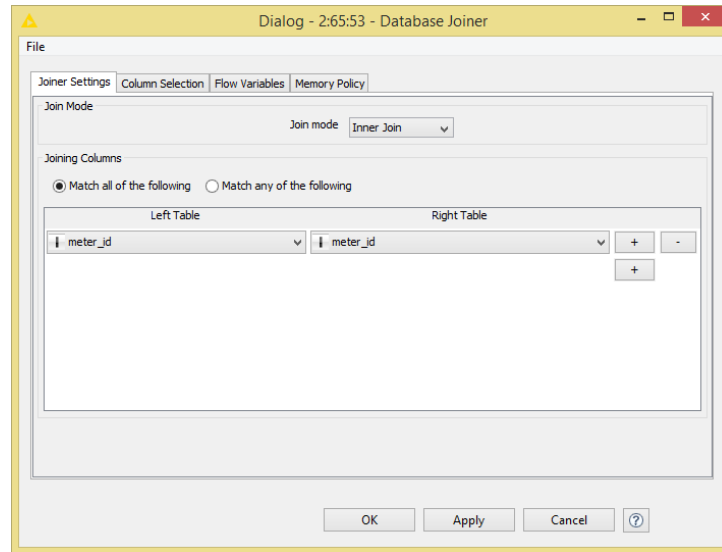 Dialog - 2:65:53 - Database Joiner
File
Joiner Settings Column Selection Flow Variables Memory Policy
Join Mode
Join mode Inner Join
Joining Columns
Match all of the following Match any of the following
Left Table Right Table
meter_id meter_id + -
+
OK Apply Cancel ?